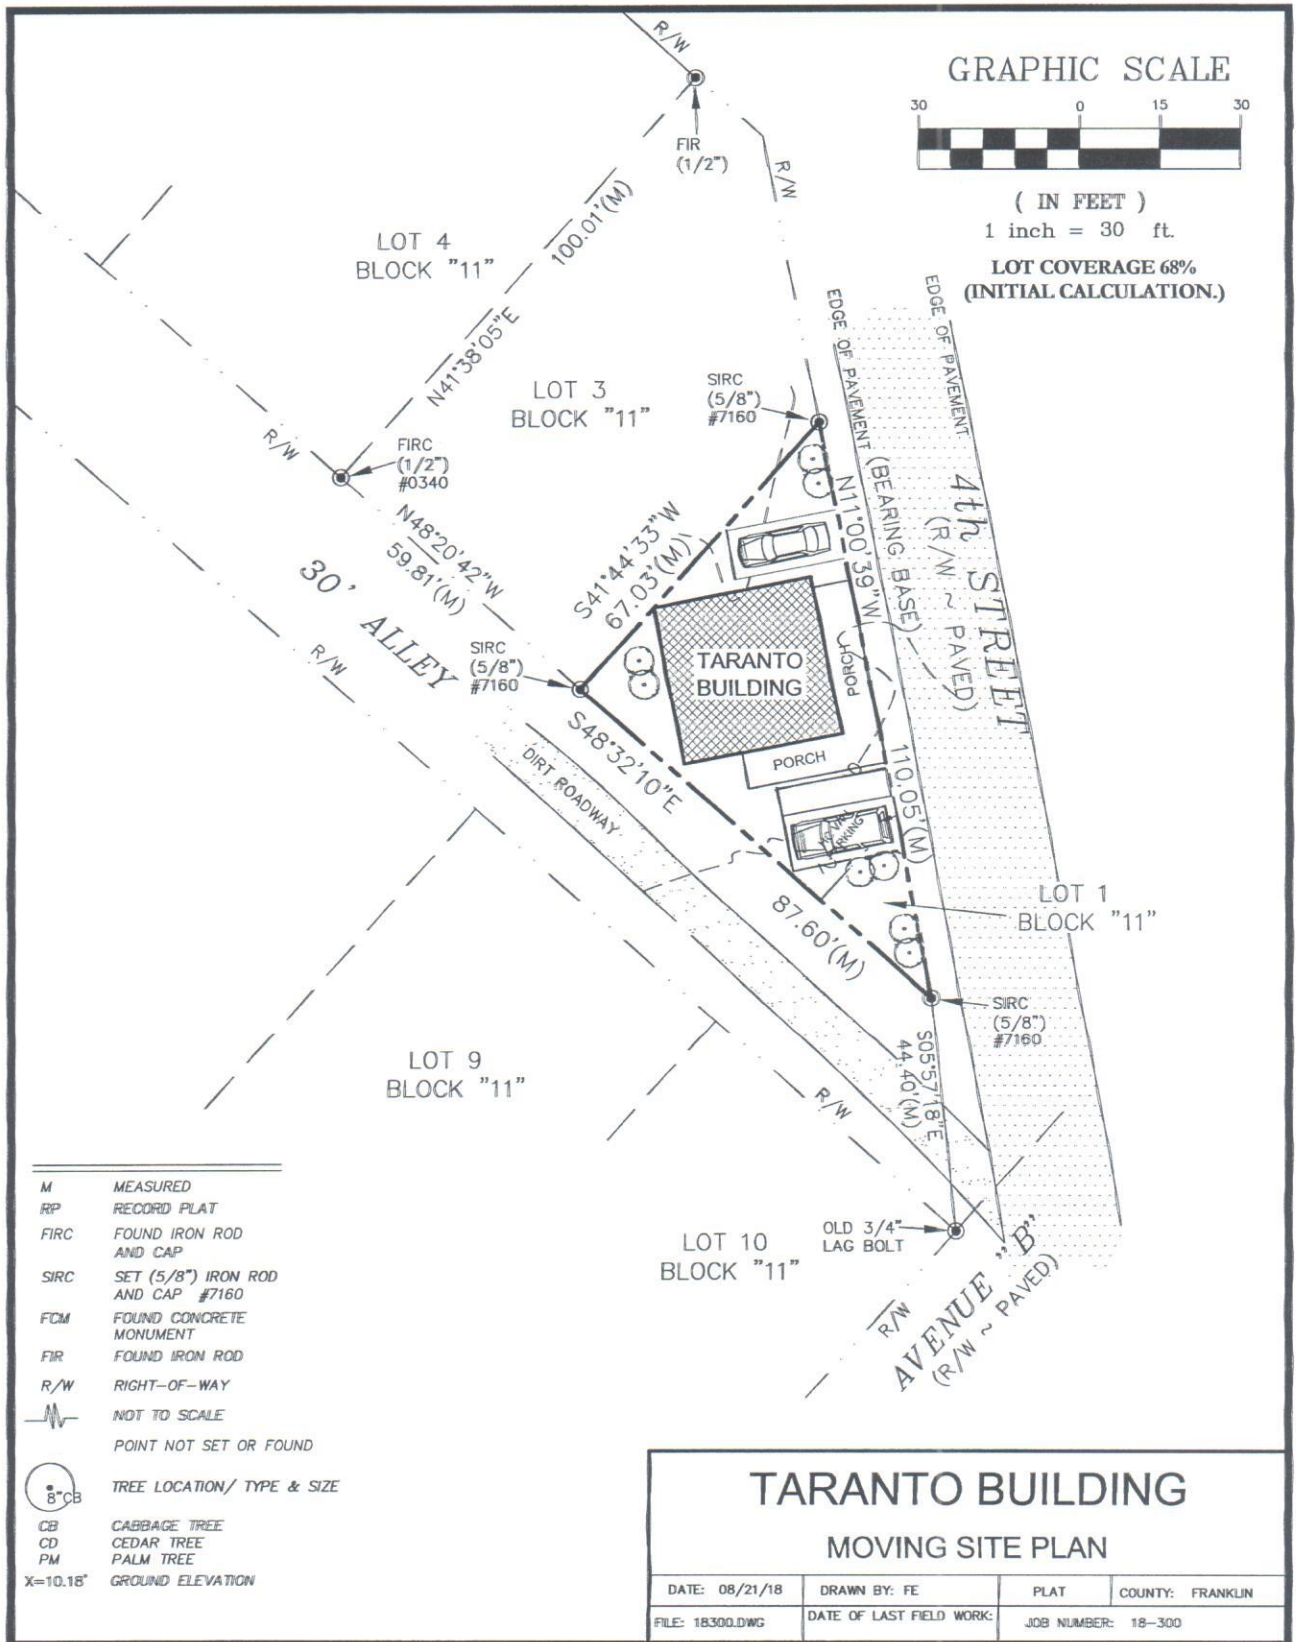 GRAPHIC SCALE
30 0 15 30
( IN FEET )
1 inch = 30 ft.
LOT COVERAGE 68%
(INITIAL CALCULATION.)
R/W
FIR
(1/2")
R/W
LOT 4
BLOCK "11"
100.01'(M)
N41°38'05"E
LOT 3
BLOCK "11"
SIRC
(5/8")
#7160
EDGE OF PAVEMENT
EDGE OF PAVEMENT
R/W
FIRC
(1/2")
#0340
N48°20'42"W
59.81'(M)
S41°44'33"W
67.03'(M)
N11°00'39"W
(BEARING BASE)
110.05'(M)
4th STREET
(R/W ~ PAVED)
30' ALLEY
R/W
SIRC
(5/8")
#7160
TARANTO
BUILDING
PORCH
PORCH
S48°32'10"E
87.60'(M)
DIRT ROADWAY
PARKING
LOT 1
BLOCK "11"
SIRC
(5/8")
#7160
S05°57'18"E
44.40'(M)
LOT 9
BLOCK "11"
R/W
OLD 3/4"
LAG BOLT
LOT 10
BLOCK "11"
R/W
AVENUE "B"
(R/W ~ PAVED)
M MEASURED
RP RECORD PLAT
FIRC FOUND IRON ROD
AND CAP
SIRC SET (5/8") IRON ROD
AND CAP #7160
FCM FOUND CONCRETE
MONUMENT
FIR FOUND IRON ROD
R/W RIGHT-OF-WAY
NOT TO SCALE
POINT NOT SET OR FOUND
8"CB TREE LOCATION/ TYPE & SIZE
CB CABBAGE TREE
CD CEDAR TREE
PM PALM TREE
X=10.18' GROUND ELEVATION
TARANTO BUILDING
MOVING SITE PLAN
DATE: 08/21/18 DRAWN BY: FE PLAT COUNTY: FRANKLIN
FILE: 18300.DWG DATE OF LAST FIELD WORK: JOB NUMBER: 18-300